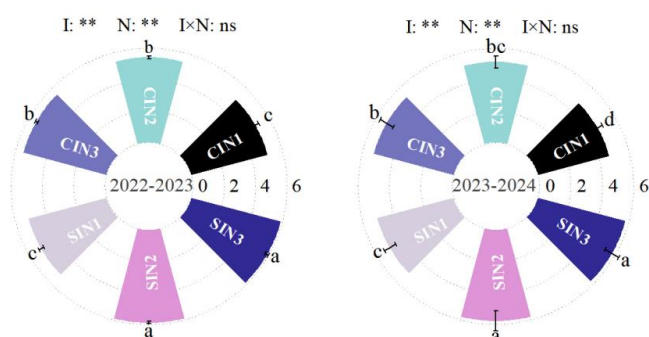 I: ** N: ** I×N: ns
b
CIN2
c
CIN1
b
CIN3
2022-2023 0 2 4 6
SIN1
c
SIN2
a
SIN3
a
I: ** N: ** I×N: ns
bc
CIN2
d
CIN1
b
CIN3
2023-2024 0 2 4 6
SIN1
c
SIN2
a
SIN3
a